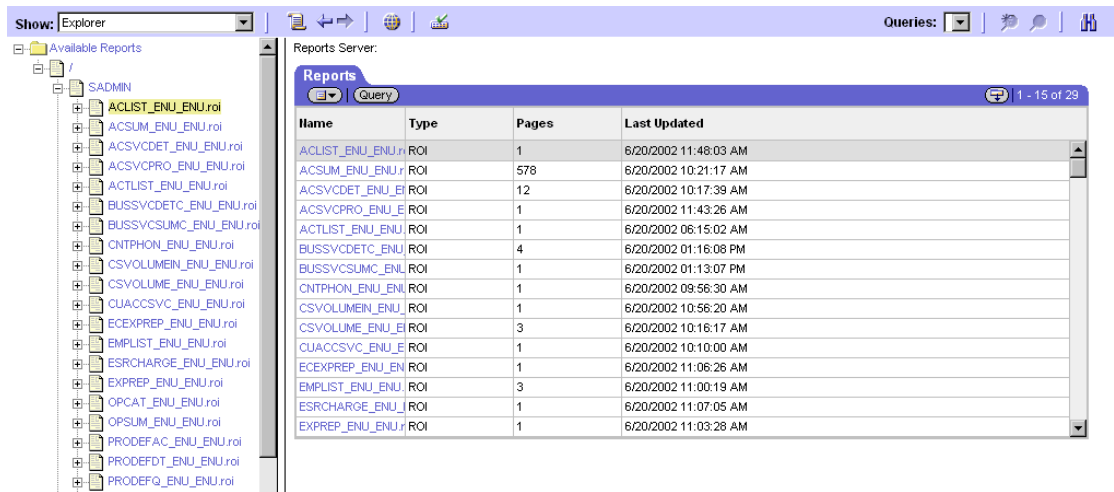 Show: Explorer
Queries:
Available Reports
/
SADMIN
ACLIST_ENU_ENU.roi
ACSUM_ENU_ENU.roi
ACSVCDET_ENU_ENU.roi
ACSVCPRO_ENU_ENU.roi
ACTLIST_ENU_ENU.roi
BUSSVCDETC_ENU_ENU.roi
BUSSVCSUMC_ENU_ENU.roi
CNTPHON_ENU_ENU.roi
CSVOLUMEIN_ENU_ENU.roi
CSVOLUME_ENU_ENU.roi
CUACCSVC_ENU_ENU.roi
ECEXPREP_ENU_ENU.roi
EMPLIST_ENU_ENU.roi
ESRCHARGE_ENU_ENU.roi
EXPREP_ENU_ENU.roi
OPCAT_ENU_ENU.roi
OPSUM_ENU_ENU.roi
PRODEFAC_ENU_ENU.roi
PRODEFDT_ENU_ENU.roi
PRODEFQ_ENU_ENU.roi
Reports Server:
Reports
Query 1 - 15 of 29
Name Type Pages Last Updated
ACLIST_ENU_ENU.r ROI 1 6/20/2002 11:48:03 AM
ACSUM_ENU_ENU.r ROI 578 6/20/2002 10:21:17 AM
ACSVCDET_ENU_E ROI 12 6/20/2002 10:17:39 AM
ACSVCPRO_ENU_E ROI 1 6/20/2002 11:43:26 AM
ACTLIST_ENU_ENU. ROI 1 6/20/2002 06:15:02 AM
BUSSVCDETC_ENU_ ROI 4 6/20/2002 01:16:08 PM
BUSSVCSUMC_ENU ROI 1 6/20/2002 01:13:07 PM
CNTPHON_ENU_ENU ROI 1 6/20/2002 09:56:30 AM
CSVOLUMEIN_ENU_ ROI 1 6/20/2002 10:56:20 AM
CSVOLUME_ENU_E ROI 3 6/20/2002 10:16:17 AM
CUACCSVC_ENU_E ROI 1 6/20/2002 10:10:00 AM
ECEXPREP_ENU_EN ROI 1 6/20/2002 11:06:26 AM
EMPLIST_ENU_ENU. ROI 3 6/20/2002 11:00:19 AM
ESRCHARGE_ENU_ ROI 1 6/20/2002 11:07:05 AM
EXPREP_ENU_ENU.r ROI 1 6/20/2002 11:03:28 AM